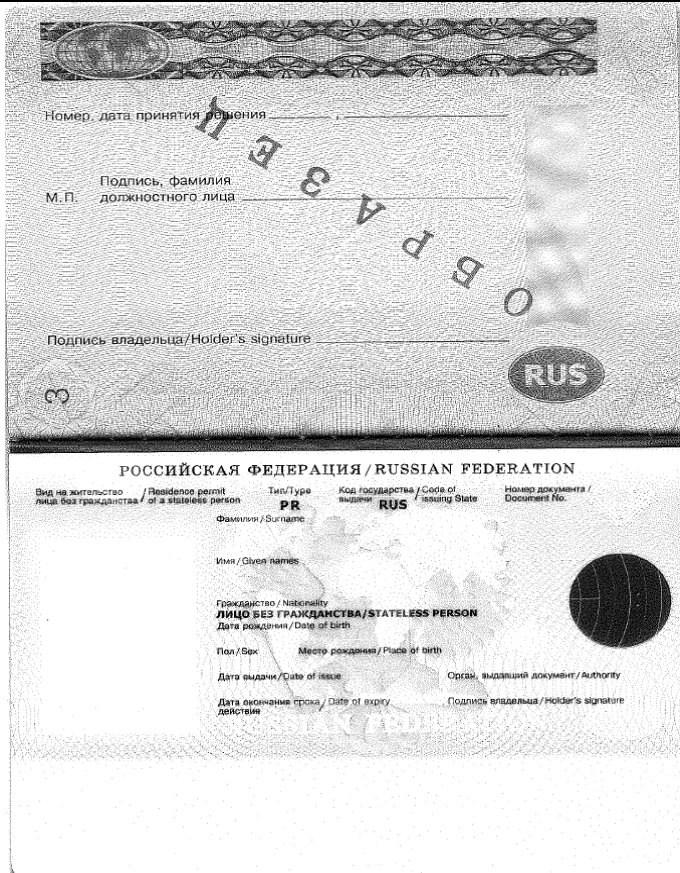 Номер, дата принятия решения ,
Подпись, фамилия
М.П. должностного лица
ОБРАЗЕЦ
Подпись владельца/Holder's signature
RUS
3
РОССИЙСКАЯ ФЕДЕРАЦИЯ/RUSSIAN FEDERATION
Вид на жительство / Residence permit
лица без гражданства / of a stateless person
Тип/Type
PR
Код государства / Code of
выдачи / issuing State
RUS
Номер документа /
Document No.
Фамилия / Surname
Имя / Given names
Гражданство / Nationality
ЛИЦО БЕЗ ГРАЖДАНСТВА/STATELESS PERSON
Дата рождения / Date of birth
Пол / Sex Место рождения / Place of birth
Дата выдачи / Date of issue Орган, выдавший документ / Authority
Дата окончания срока / Date of expiry Подпись владельца / Holder's signature
действия
RUSSIAN FEDERATION